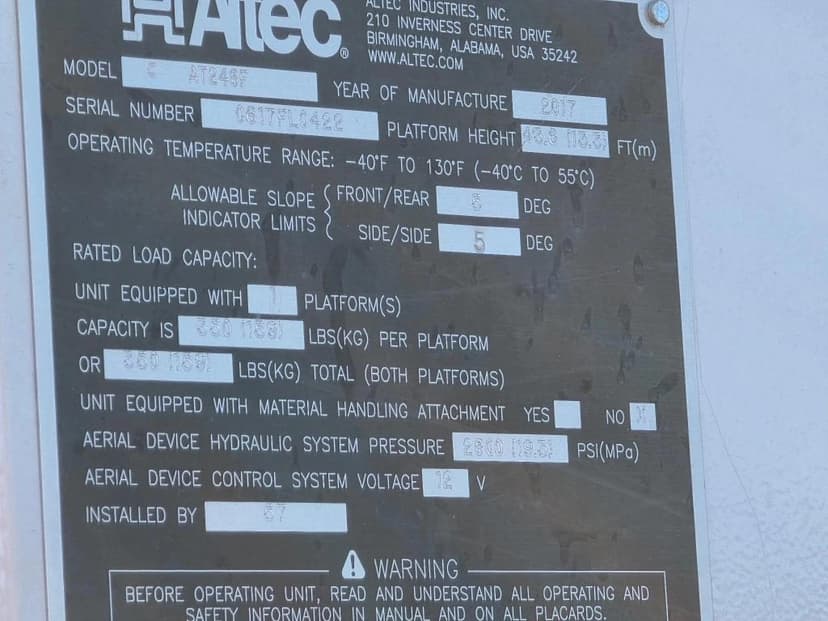 Altec®
ALTEC INDUSTRIES, INC.
210 INVERNESS CENTER DRIVE
BIRMINGHAM, ALABAMA, USA 35242
WWW.ALTEC.COM
MODEL
YEAR OF MANUFACTURE 2017
SERIAL NUMBER
PLATFORM HEIGHT FT(m)
OPERATING TEMPERATURE RANGE: -40°F TO 130°F (-40°C TO 55°C)
ALLOWABLE SLOPE INDICATOR LIMITS
FRONT/REAR DEG
SIDE/SIDE 5 DEG
RATED LOAD CAPACITY:
UNIT EQUIPPED WITH 1 PLATFORM(S)
CAPACITY IS LBS(KG) PER PLATFORM
OR LBS(KG) TOTAL (BOTH PLATFORMS)
UNIT EQUIPPED WITH MATERIAL HANDLING ATTACHMENT YES NO X
AERIAL DEVICE HYDRAULIC SYSTEM PRESSURE PSI(MPa)
AERIAL DEVICE CONTROL SYSTEM VOLTAGE 12 V
INSTALLED BY
WARNING
BEFORE OPERATING UNIT, READ AND UNDERSTAND ALL OPERATING AND
SAFETY INFORMATION IN MANUAL AND ON ALL PLACARDS.